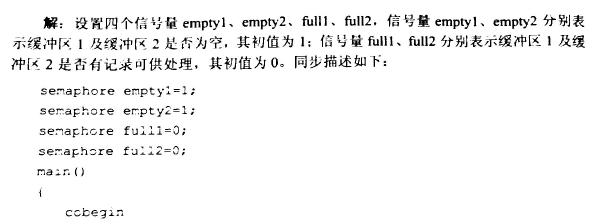 解：设置四个信号量 empty1、empty2、full1、full2，信号量 empty1、empty2 分别表
示缓冲区 1 及缓冲区 2 是否为空，其初值为 1；信号量 full1、full2 分别表示缓冲区 1 及缓
冲区 2 是否有记录可供处理，其初值为 0。同步描述如下：
semaphore empty1=1;
semaphore empty2=1;
semaphore full1=0;
semaphore full2=0;
main()
{
cobegin